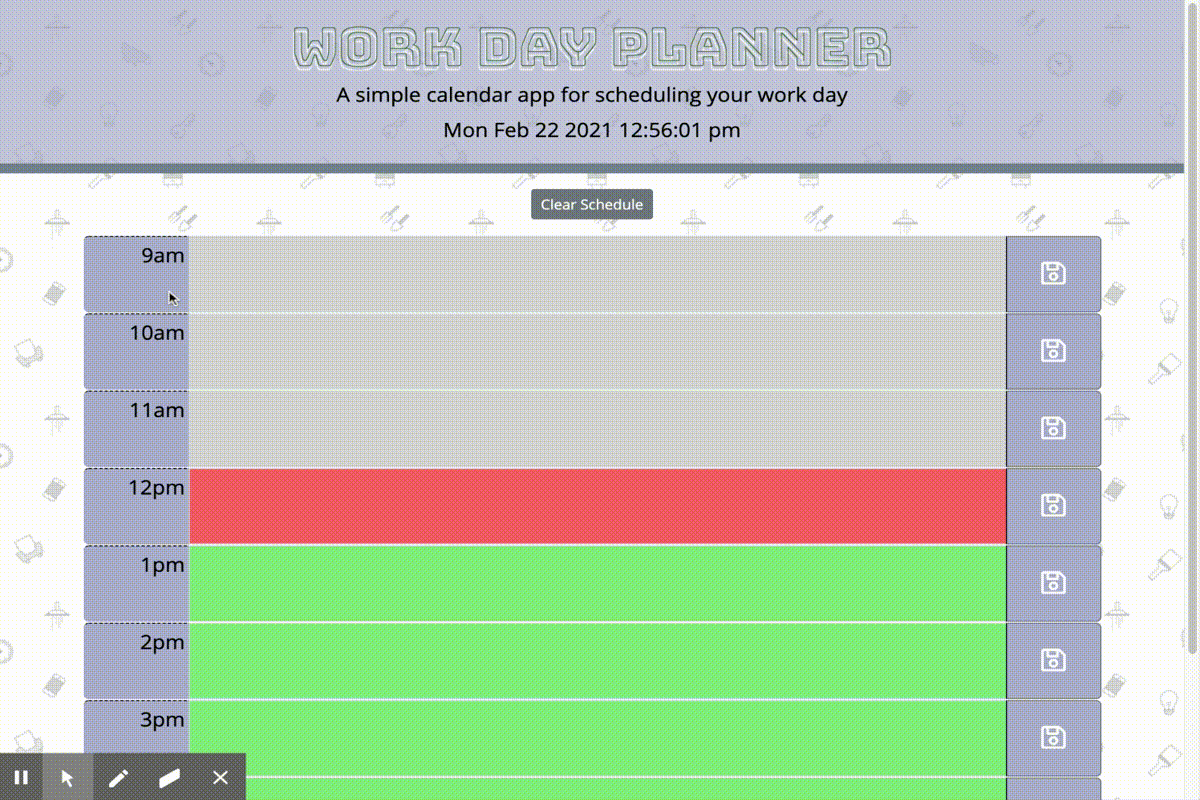 WORK DAY PLANNER
A simple calendar app for scheduling your work day
Mon Feb 22 2021 12:56:01 pm
Clear Schedule
9am
10am
11am
12pm
1pm
2pm
3pm